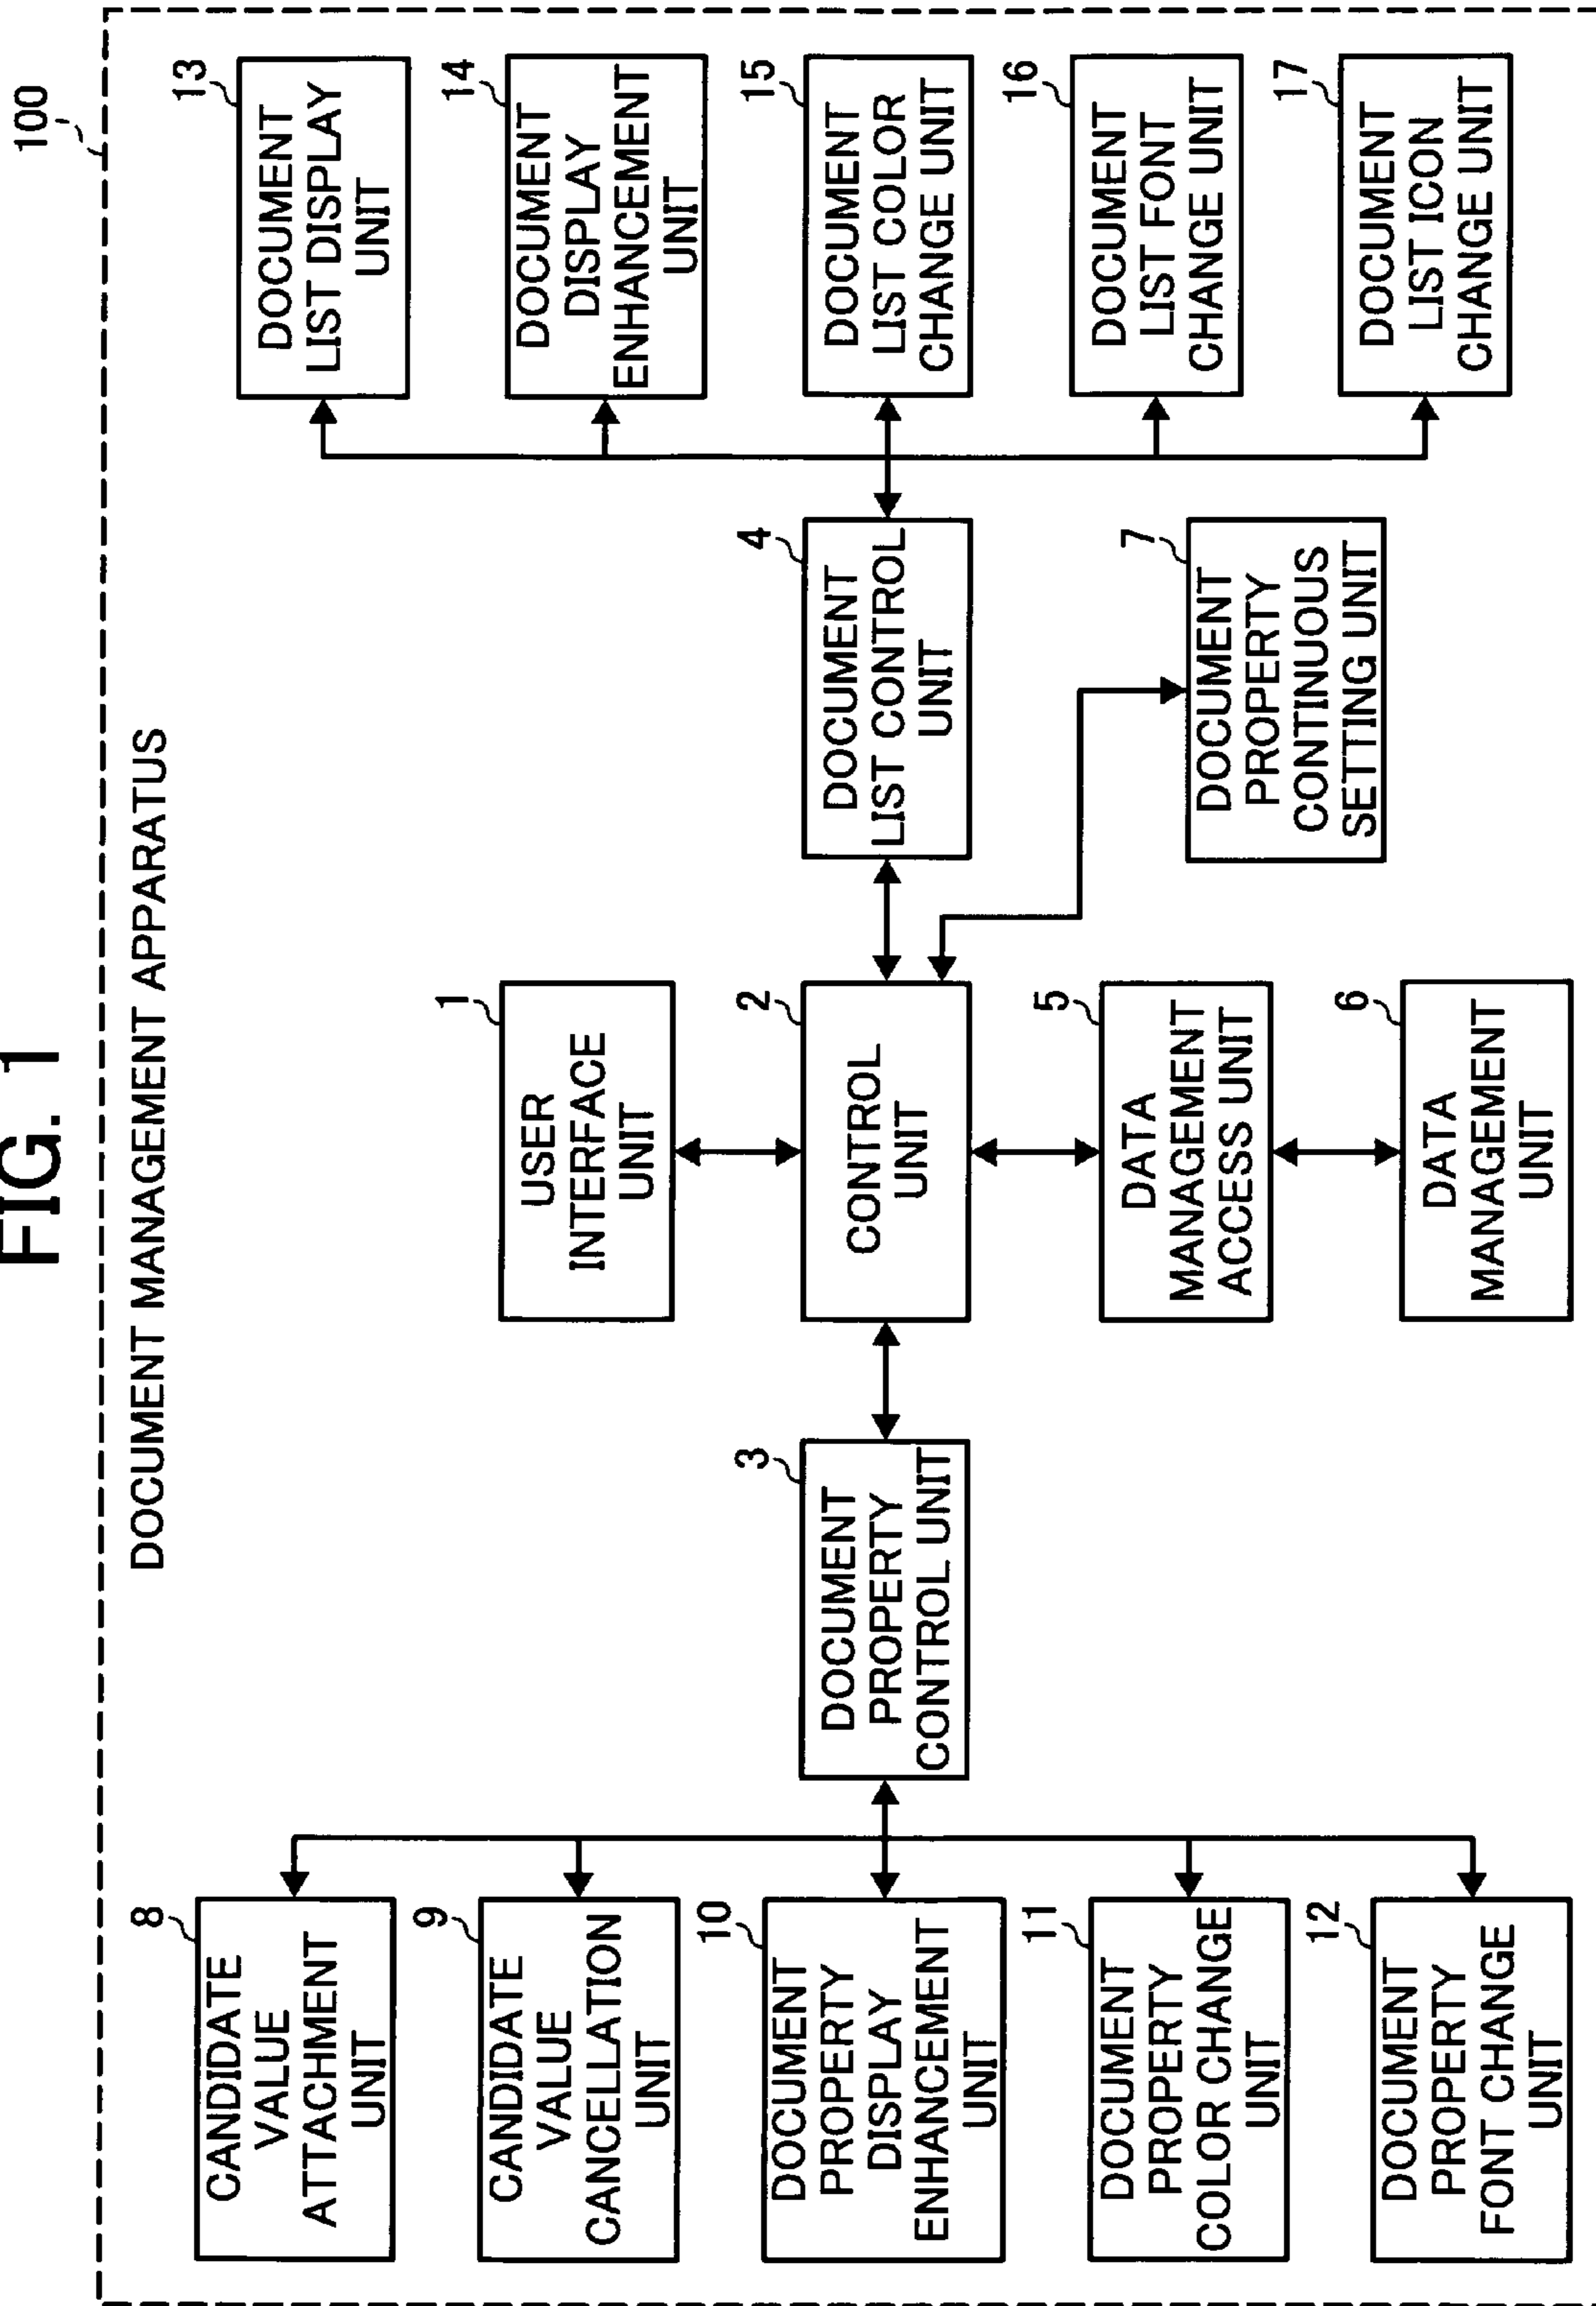 FIG. 1
100
DOCUMENT MANAGEMENT APPARATUS
8
CANDIDATE
VALUE
ATTACHMENT
UNIT
9
CANDIDATE
VALUE
CANCELLATION
UNIT
10
DOCUMENT
PROPERTY
DISPLAY
ENHANCEMENT
UNIT
11
DOCUMENT
PROPERTY
COLOR CHANGE
UNIT
12
DOCUMENT
PROPERTY
FONT CHANGE
UNIT
3
DOCUMENT
PROPERTY
CONTROL UNIT
1
USER
INTERFACE
UNIT
2
CONTROL
UNIT
5
DATA
MANAGEMENT
ACCESS UNIT
6
DATA
MANAGEMENT
UNIT
4
DOCUMENT
LIST CONTROL
UNIT
7
DOCUMENT
PROPERTY
CONTINUOUS
SETTING UNIT
13
DOCUMENT
LIST DISPLAY
UNIT
14
DOCUMENT
DISPLAY
ENHANCEMENT
UNIT
15
DOCUMENT
LIST COLOR
CHANGE UNIT
16
DOCUMENT
LIST FONT
CHANGE UNIT
17
DOCUMENT
LIST ICON
CHANGE UNIT